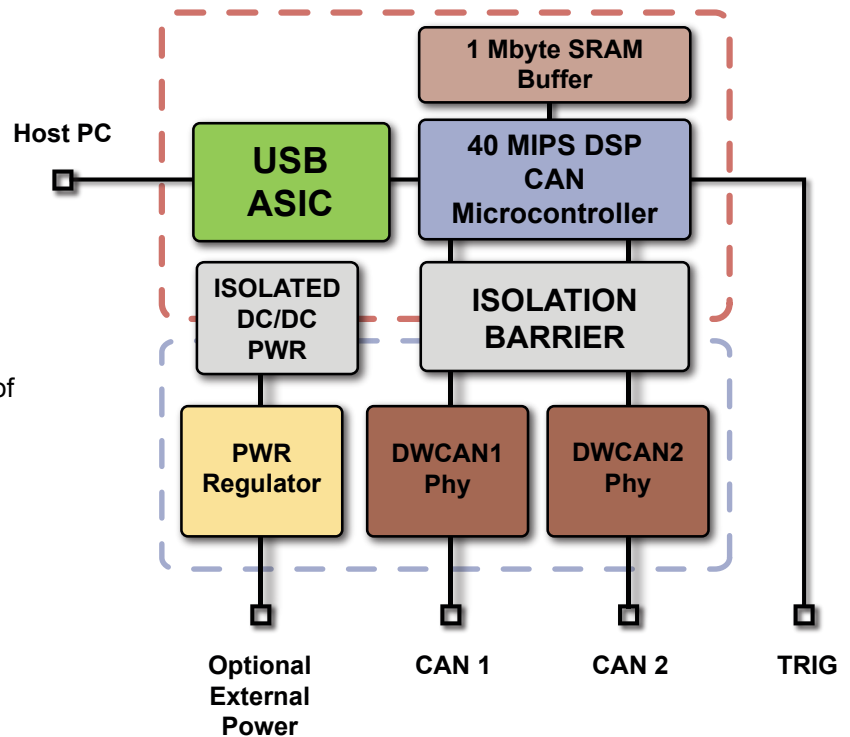 1 Mbyte SRAM
Buffer
Host PC
USB
ASIC
40 MIPS DSP
CAN
Microcontroller
ISOLATED
DC/DC
PWR
ISOLATION
BARRIER
of
PWR
Regulator
DWCAN1
Phy
DWCAN2
Phy
Optional
External
Power
CAN 1
CAN 2
TRIG